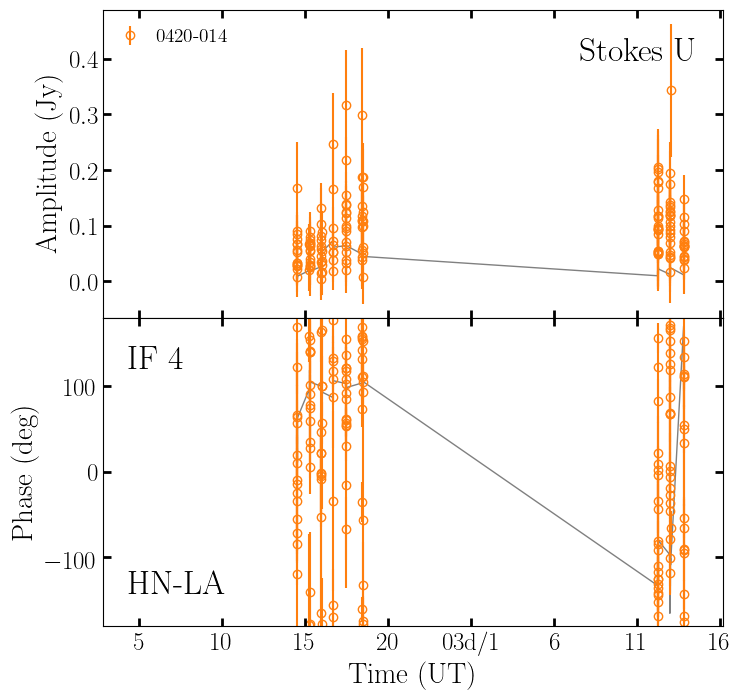 0420-014
Stokes U
Amplitude (Jy)
0.4
0.3
0.2
0.1
0.0
IF 4
HN-LA
Phase (deg)
100
0
−100
5 10 15 20 03d/1 6 11 16
Time (UT)